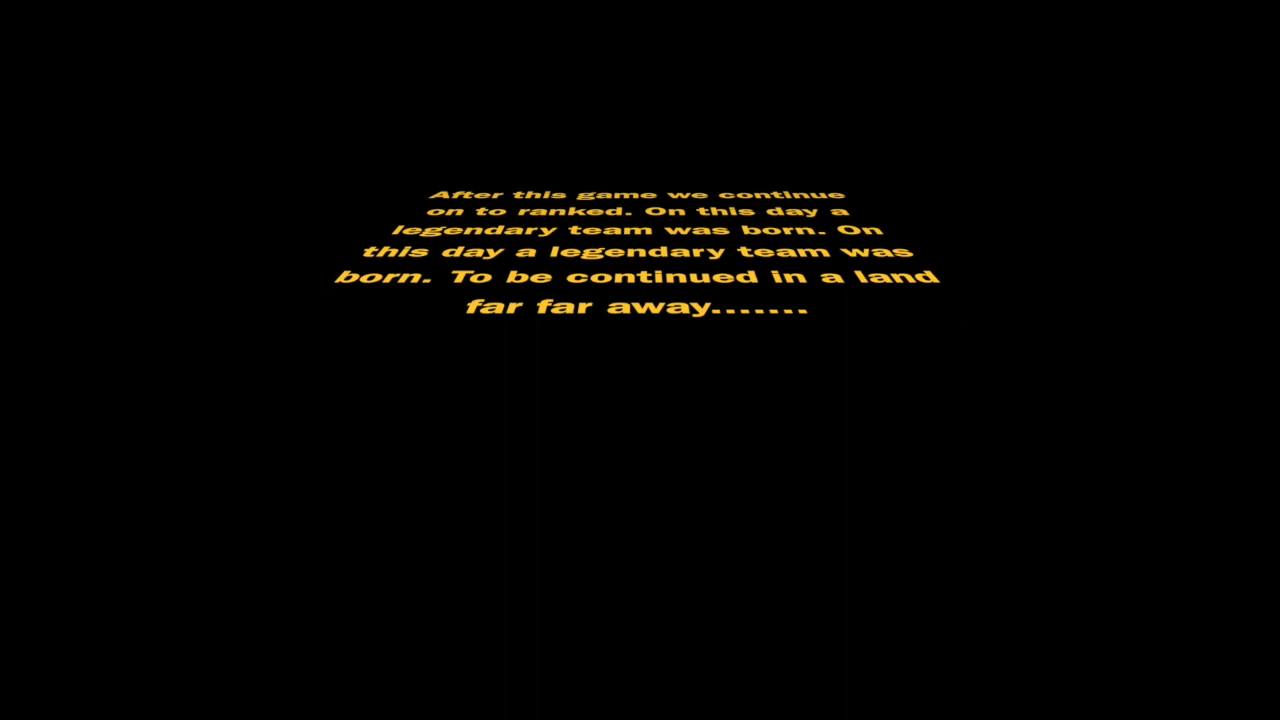 After this game we continue
on to ranked. On this day a
legendary team was born. On
this day a legendary team was
born. To be continued in a land
far far away.......